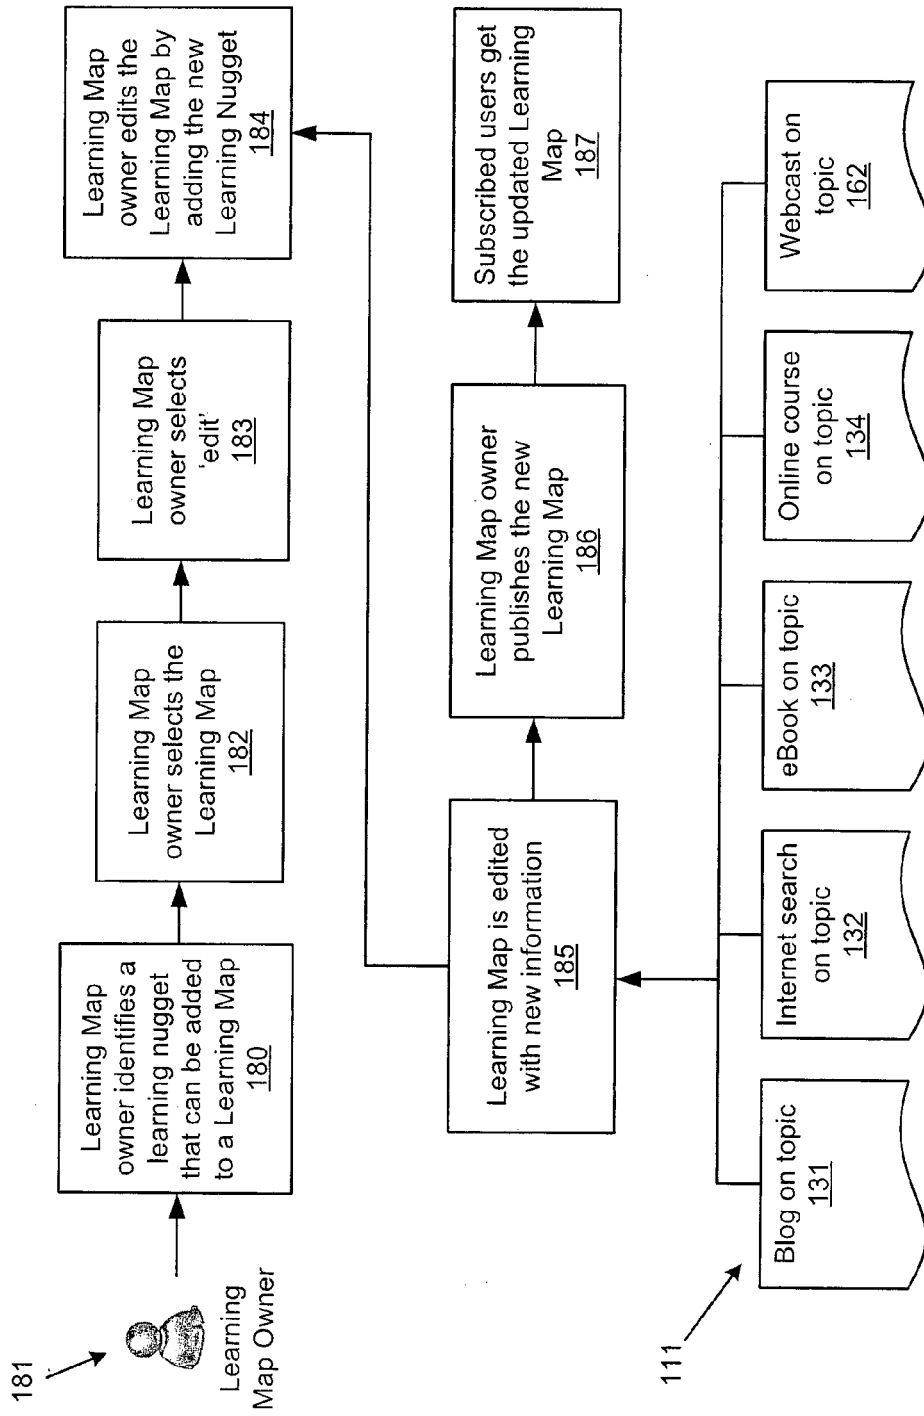 181
Learning
Map Owner
Learning Map
owner identifies a
learning nugget
that can be added
to a Learning Map
180
Learning Map
owner selects the
Learning Map
182
Learning Map
owner selects
'edit'
183
Learning Map
owner edits the
Learning Map by
adding the new
Learning Nugget
184
Learning Map is edited
with new information
185
Learning Map owner
publishes the new
Learning Map
186
Subscribed users get
the updated Learning
Map
187
111
Blog on topic
131
Internet search
on topic
132
eBook on topic
133
Online course
on topic
134
Webcast on
topic
162